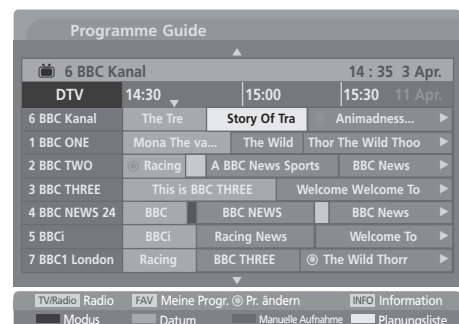 Programme Guide
6 BBC Kanal 14 : 35 3 Apr.
DTV 14:30 15:00 15:30 11 Apr.
6 BBC Kanal The Tre Story Of Tra Animadness...
1 BBC ONE Mona The va... The Wild Thor The Wild Thoo
2 BBC TWO Racing A BBC News Sports BBC News
3 BBC THREE This is BBC THREE Welcome Welcome To
4 BBC NEWS 24 BBC BBC NEWS BBC News
5 BBCi BBCi Racing News Welcome To
7 BBC1 London Racing BBC THREE The Wild Thorr
TV/Radio Radio FAV Meine Progr. Pr. ändern INFO Information
Modus Datum Manuelle Aufnahme Planungsliste